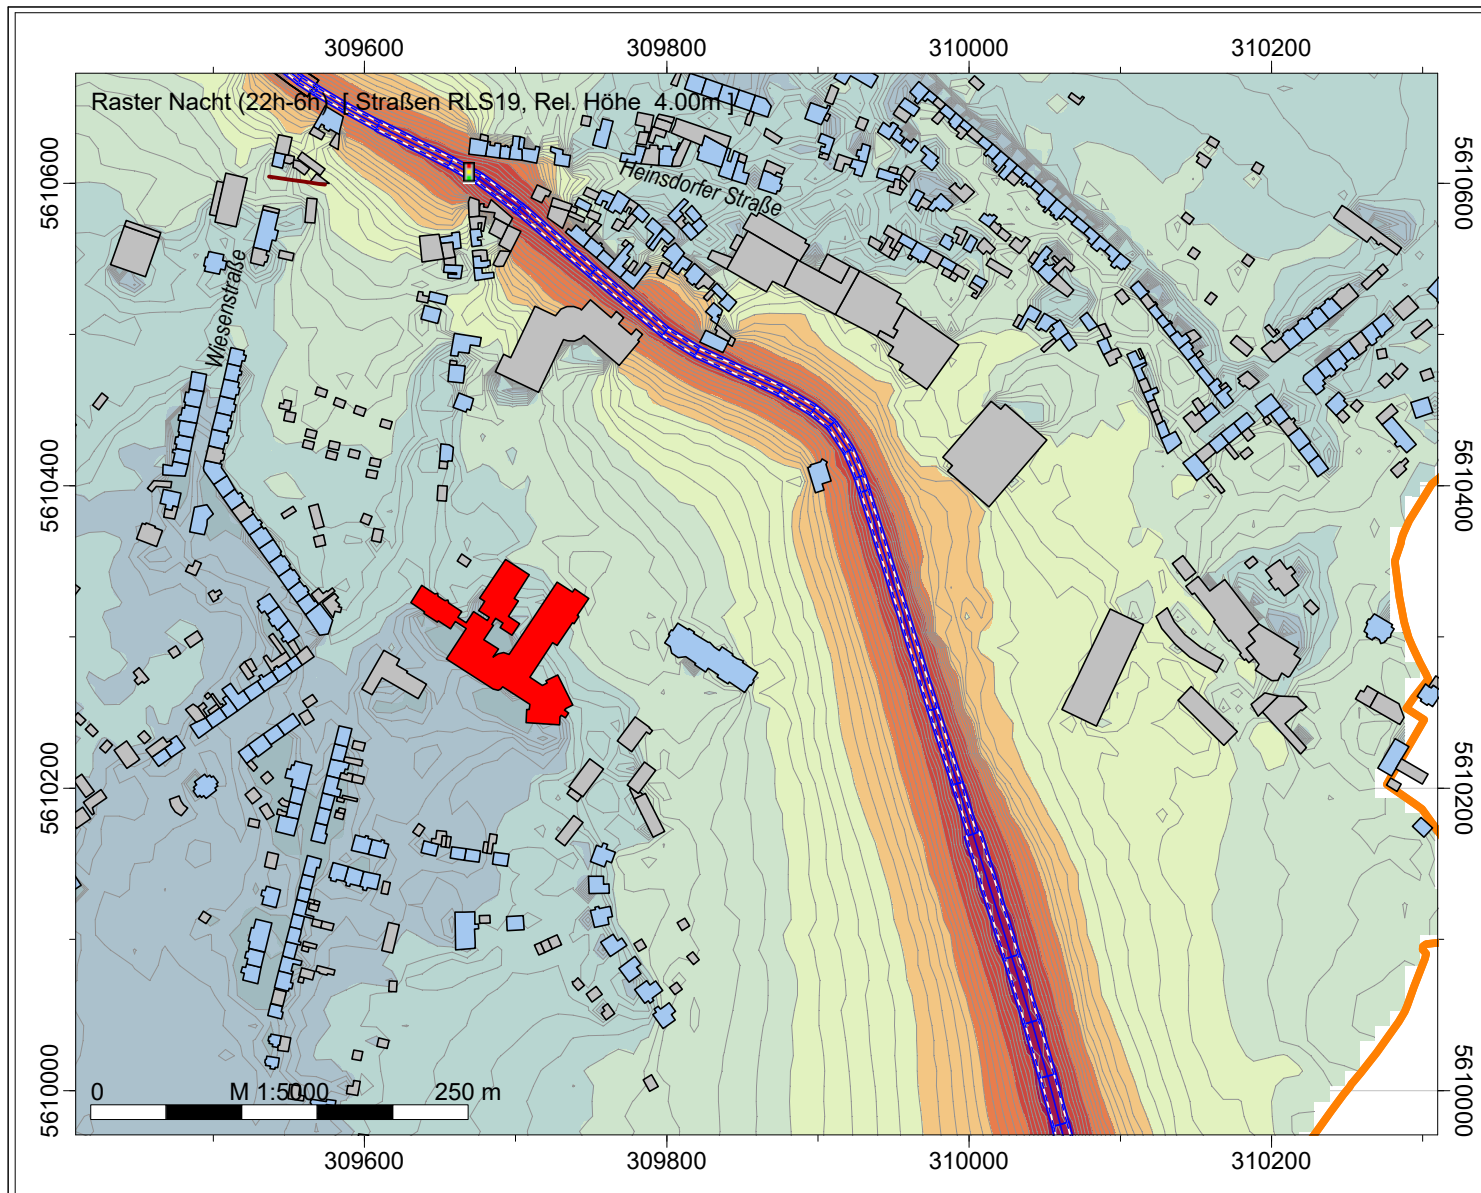 309600 309800 310000 310200
Raster Nacht (22h-6h) [ Straßen RLS19, Rel. Höhe 4.00m ]
5610600 5610600
Heinsdorfer Straße
Wiesenstraße
5610400 5610400
5610200 5610200
5610000 5610000
0 M 1:5000 250 m
309600 309800 310000 310200